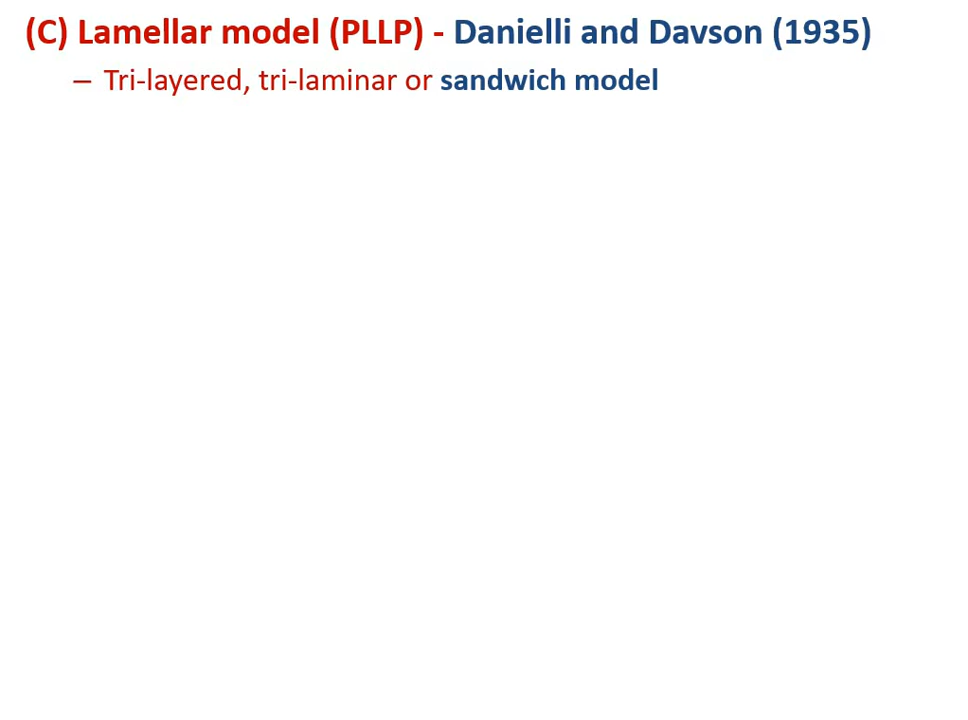 (C) Lamellar model (PLLP) - Danielli and Davson (1935)
– Tri-layered, tri-laminar or sandwich model